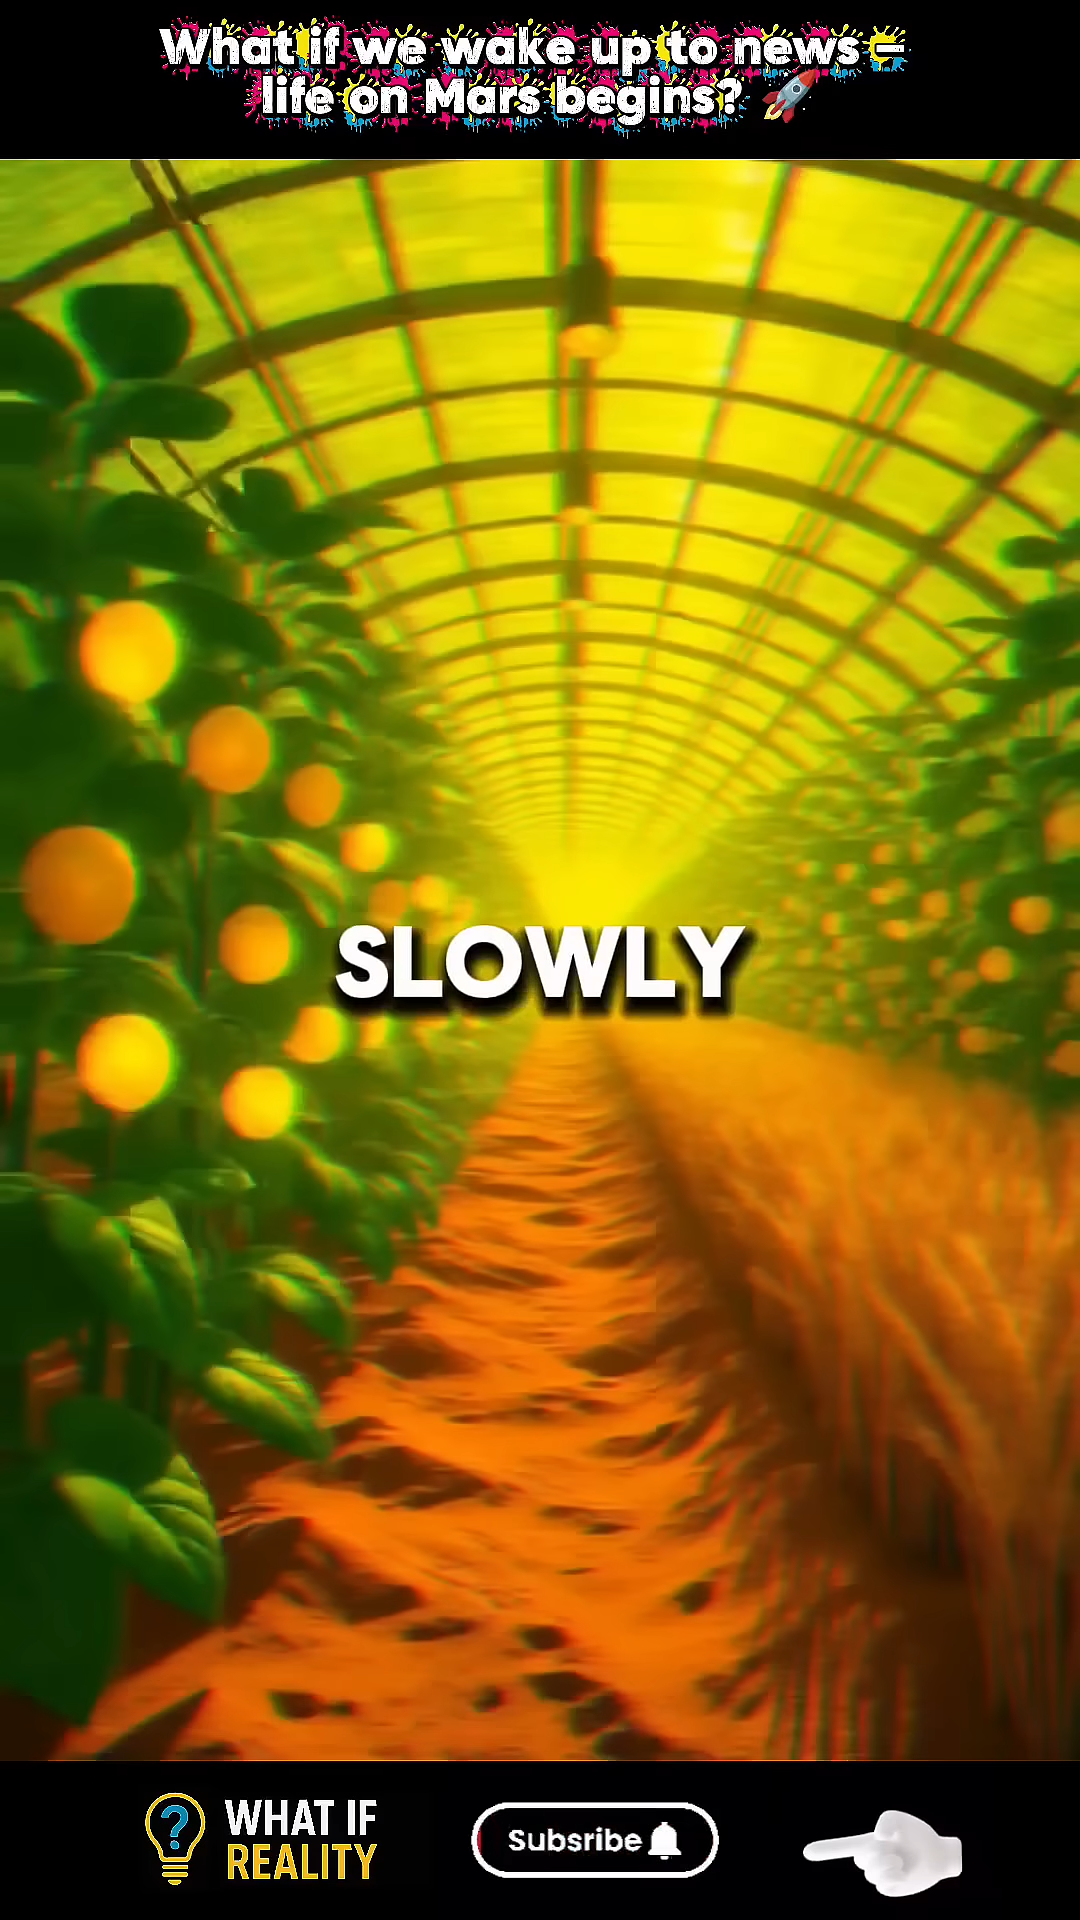 What if we wake up to news –
life on Mars begins? 🚀
SLOWLY
WHAT IF
REALITY
Subsribe